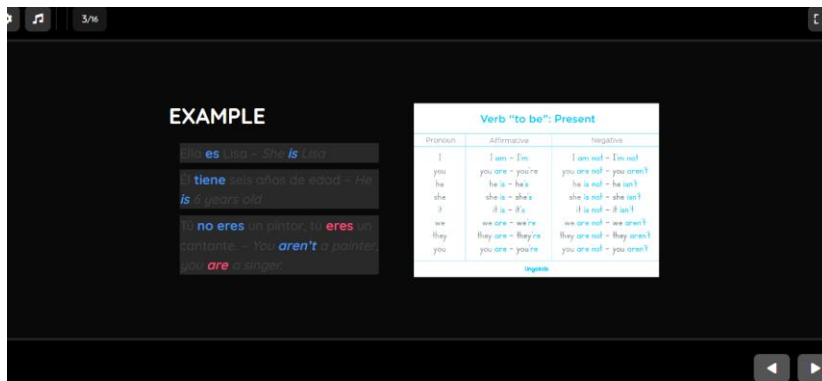 3/16
EXAMPLE
Ella es Lisa – She is Lisa
Él tiene seis años de edad – He
is 6 years old
Tú no eres un pintor, tú eres un
cantante. – You aren't a painter,
you are a singer.
Verb "to be": Present
Pronoun Affirmative Negative
I I am – I'm I am not – I'm not
you you are – you're you are not – you aren't
he he is – he's he is not – he isn't
she she is – she's she is not – she isn't
it it is – it's it is not – it isn't
we we are – we're we are not – we aren't
they they are – they're they are not – they aren't
you you are – you're you are not – you aren't
lingokids